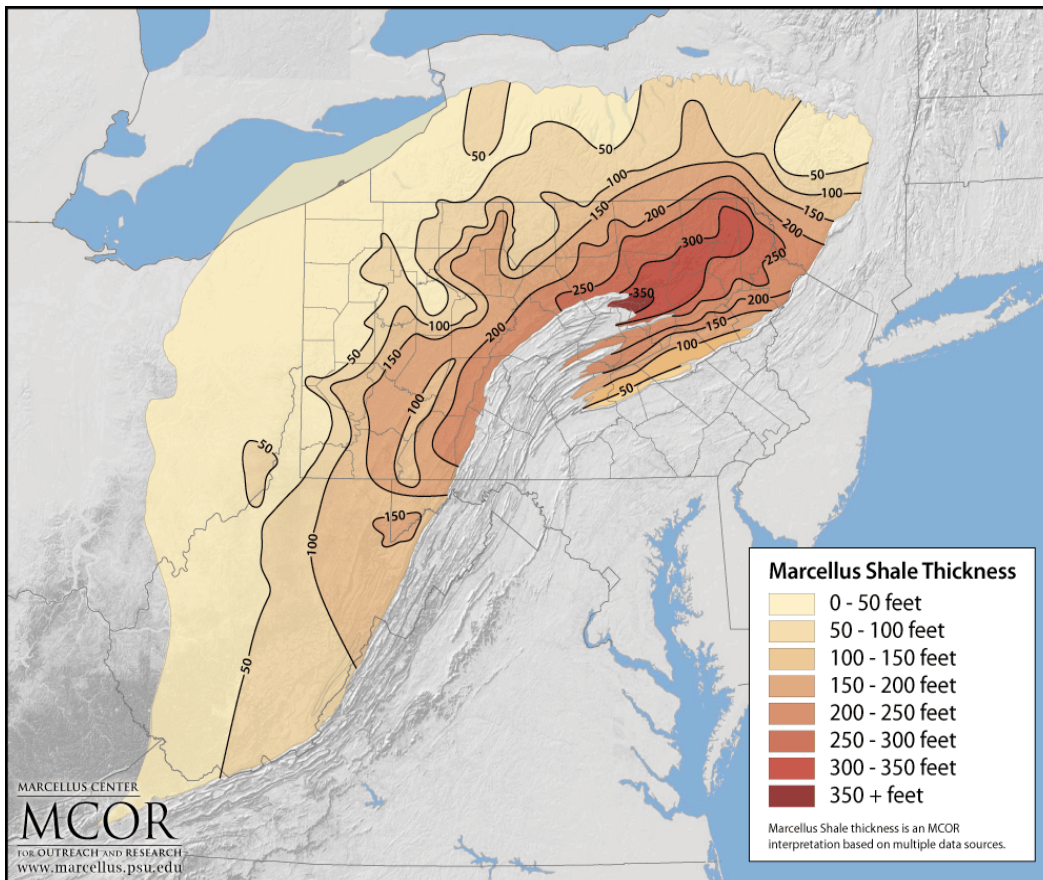 50
50
50
100
100
150
150
200
200
300
250
250
-350
250
200
150
100
50
100
200
150
50
100
50
150
100
50
Marcellus Shale Thickness
0 - 50 feet
50 - 100 feet
100 - 150 feet
150 - 200 feet
200 - 250 feet
250 - 300 feet
300 - 350 feet
350 + feet
Marcellus Shale thickness is an MCOR
interpretation based on multiple data sources.
MARCELLUS CENTER
MCOR
FOR OUTREACH AND RESEARCH
www.marcellus.psu.edu